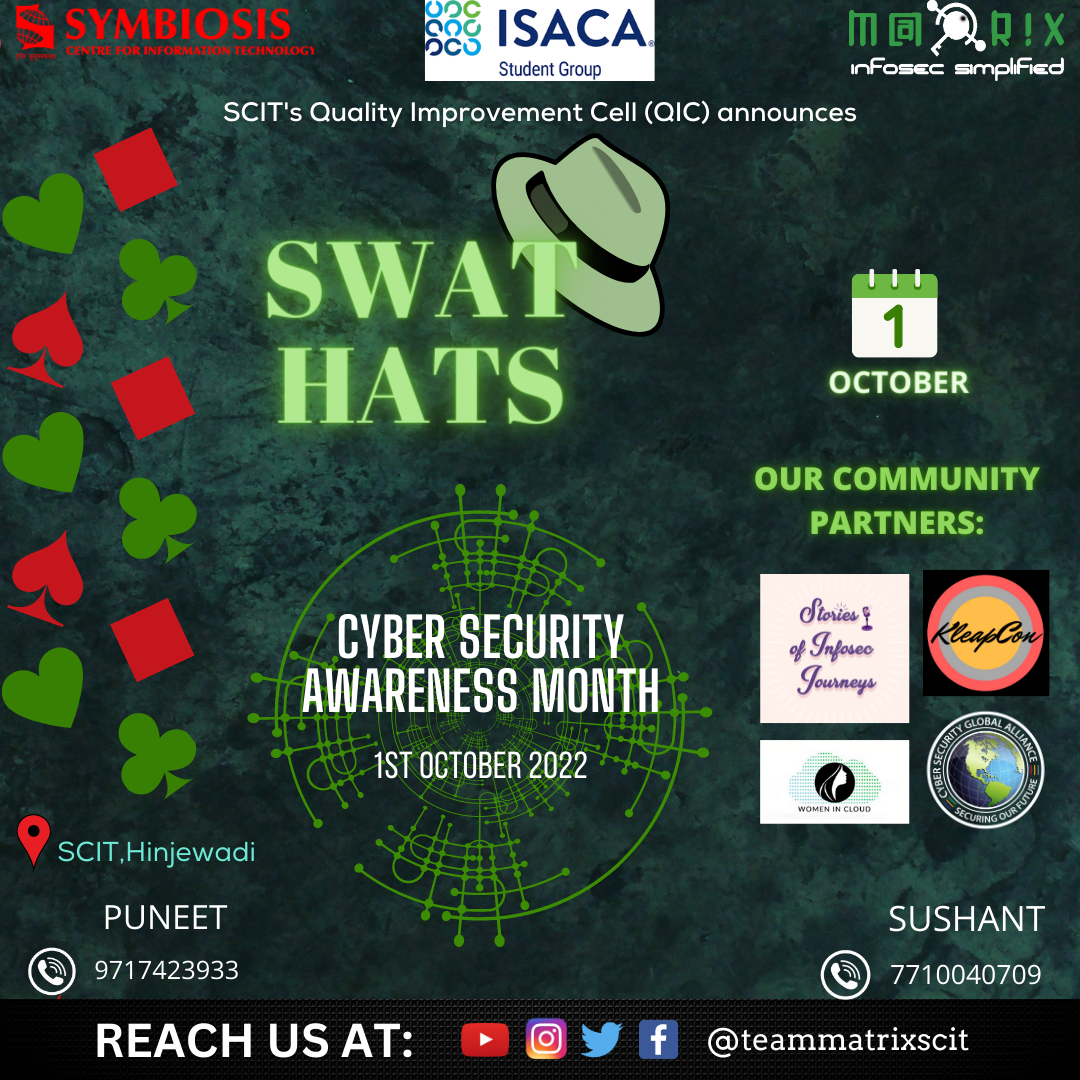 SYMBIOSIS
CENTRE FOR INFORMATION TECHNOLOGY
ISACA®
Student Group
M@TRIX
infosec simplified
SCIT's Quality Improvement Cell (QIC) announces
SWAT
HATS
1
OCTOBER
OUR COMMUNITY
PARTNERS:
Stories
of Infosec
Journeys
KleapCon
CYBER SECURITY GLOBAL ALLIANCE
SECURING OUR FUTURE
WOMEN IN CLOUD
CYBER SECURITY
AWARENESS MONTH
1ST OCTOBER 2022
SCIT,Hinjewadi
PUNEET
9717423933
SUSHANT
7710040709
REACH US AT:
@teammatrixscit